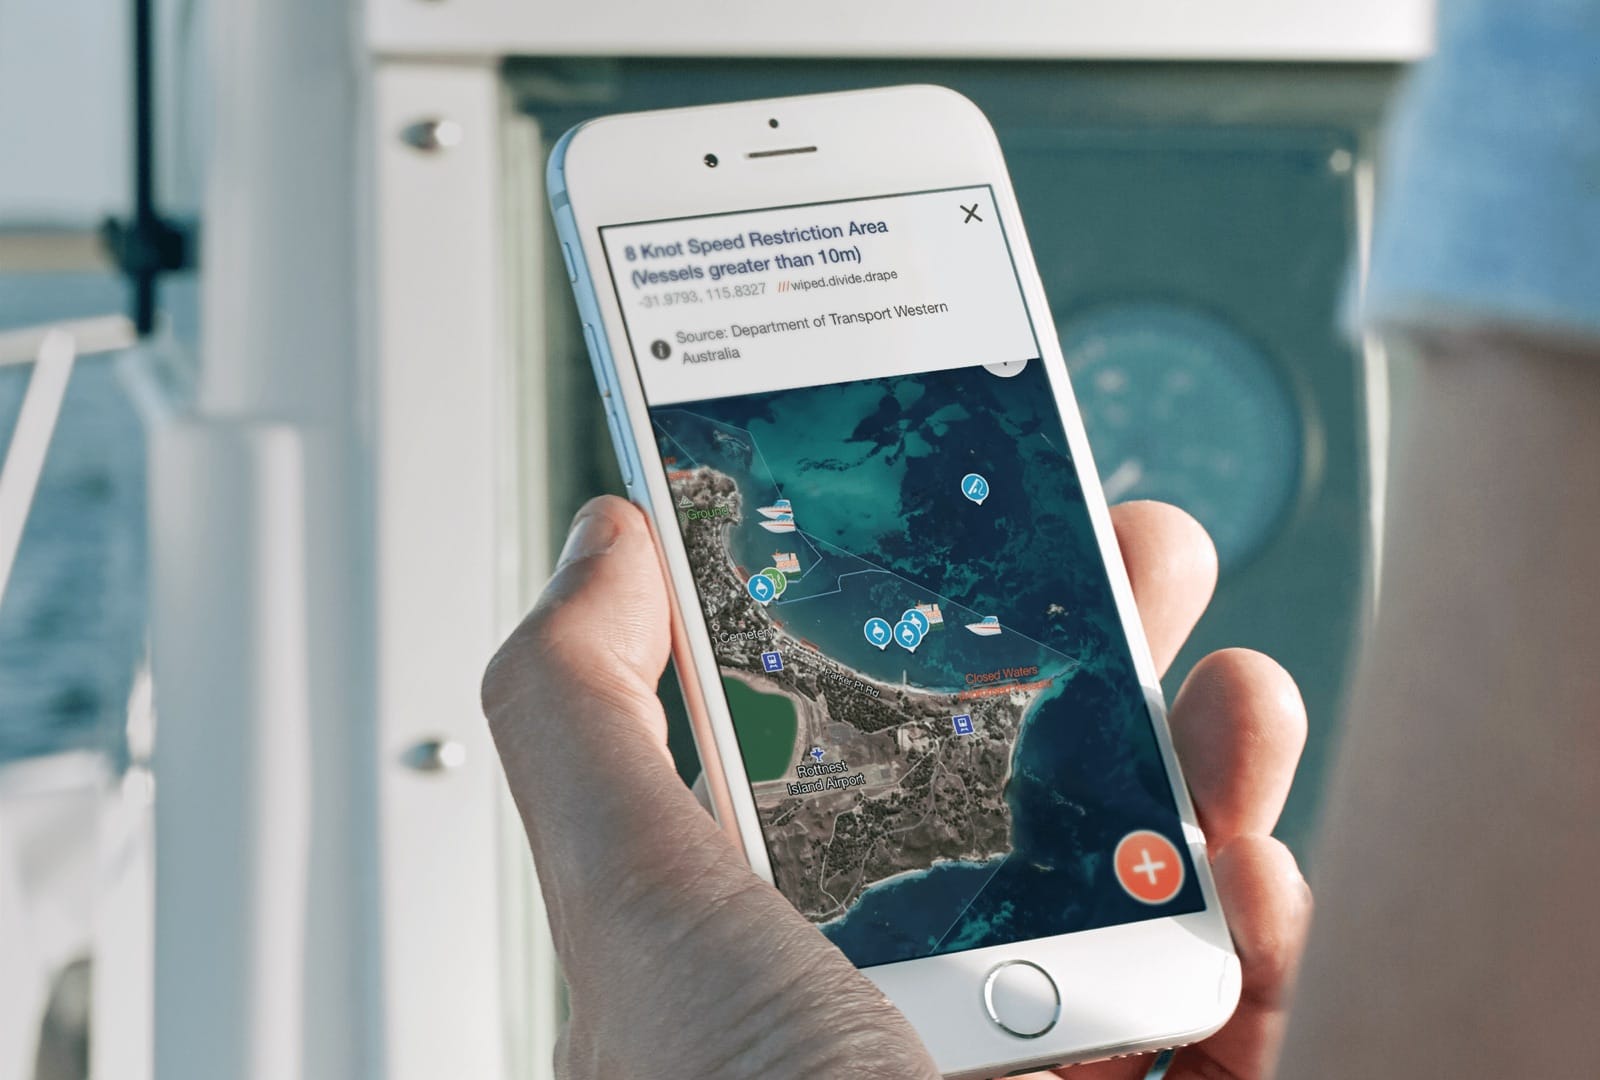 8 Knot Speed Restriction Area
(Vessels greater than 10m)
-31.9793, 115.8327 ///wiped.divide.drape
Source: Department of Transport Western
Australia
Ground
Cemetery
Parker Pt Rd
Closed Waters
Rottnest
Island Airport